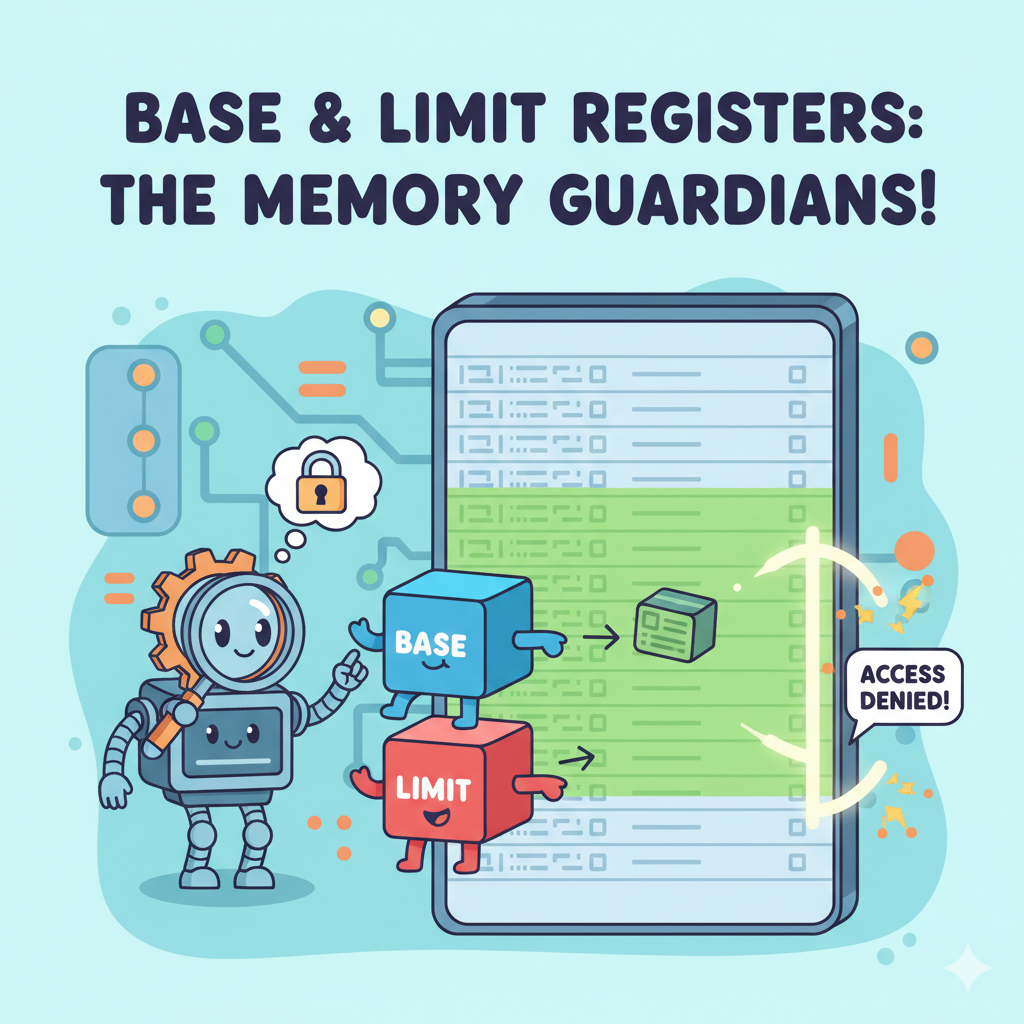 BASE & LIMIT REGISTERS:
THE MEMORY GUARDIANS!
BASE
LIMIT
ACCESS
DENIED!